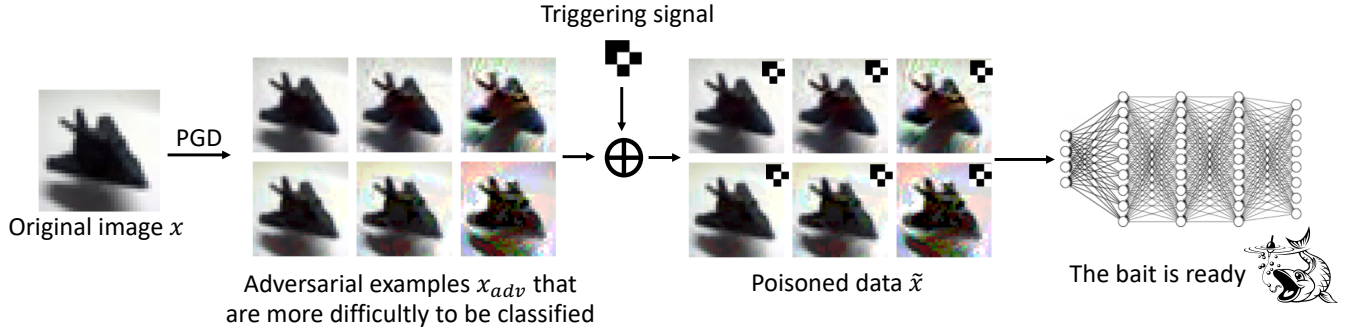 Triggering signal
PGD
Original image x
Adversarial examples x_adv that
are more difficultly to be classified
Poisoned data x̃
The bait is ready